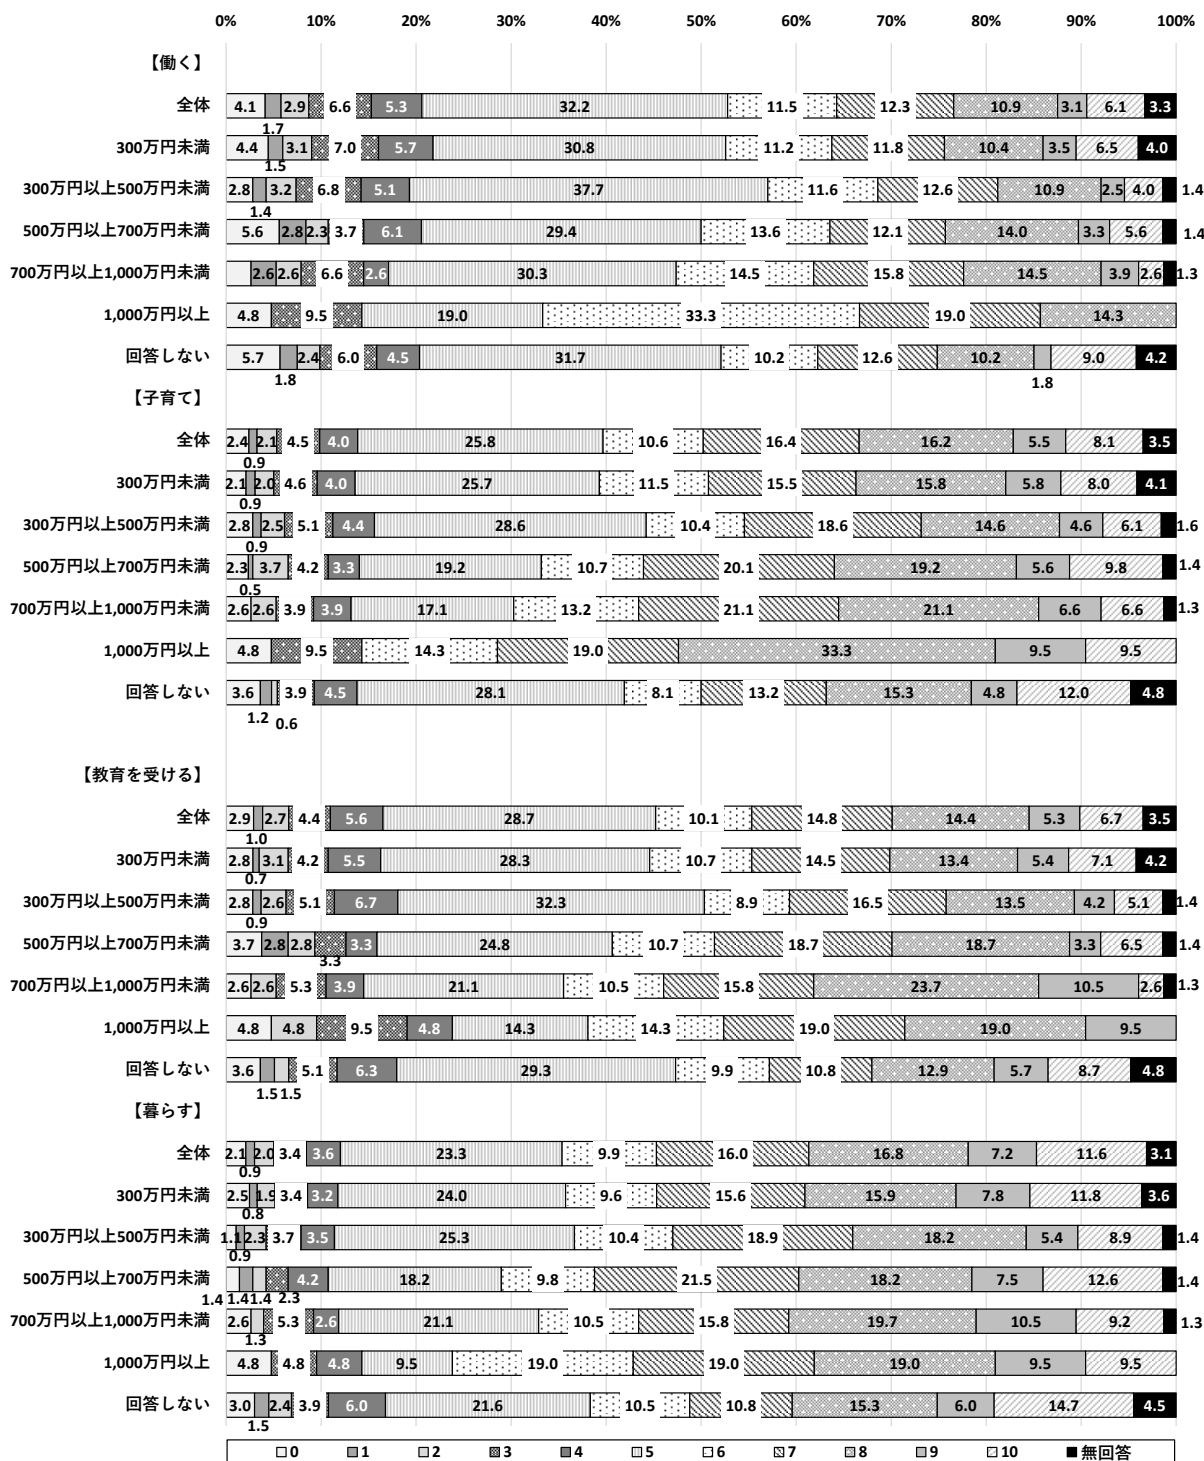 0% 10% 20% 30% 40% 50% 60% 70% 80% 90% 100%
【働く】
全体 4.1 1.7 2.9 6.6 5.3 32.2 11.5 12.3 10.9 3.1 6.1 3.3
300万円未満 4.4 1.5 3.1 7.0 5.7 30.8 11.2 11.8 10.4 3.5 6.5 4.0
300万円以上500万円未満 2.8 1.4 3.2 6.8 5.1 37.7 11.6 12.6 10.9 2.5 4.0 1.4
500万円以上700万円未満 5.6 2.8 2.3 3.7 6.1 29.4 13.6 12.1 14.0 3.3 5.6 1.4
700万円以上1,000万円未満 2.6 2.6 6.6 2.6 30.3 14.5 15.8 14.5 3.9 2.6 1.3
1,000万円以上 4.8 9.5 19.0 33.3 19.0 14.3
回答しない 5.7 1.8 2.4 6.0 4.5 31.7 10.2 12.6 10.2 1.8 9.0 4.2
【子育て】
全体 2.4 0.9 2.1 4.5 4.0 25.8 10.6 16.4 16.2 5.5 8.1 3.5
300万円未満 2.1 0.9 2.0 4.6 4.0 25.7 11.5 15.5 15.8 5.8 8.0 4.1
300万円以上500万円未満 2.8 0.9 2.5 5.1 4.4 28.6 10.4 18.6 14.6 4.6 6.1 1.6
500万円以上700万円未満 2.3 0.5 3.7 4.2 3.3 19.2 10.7 20.1 19.2 5.6 9.8 1.4
700万円以上1,000万円未満 2.6 2.6 3.9 3.9 17.1 13.2 21.1 21.1 6.6 6.6 1.3
1,000万円以上 4.8 9.5 14.3 19.0 33.3 9.5 9.5
回答しない 3.6 1.2 0.6 3.9 4.5 28.1 8.1 13.2 15.3 4.8 12.0 4.8
【教育を受ける】
全体 2.9 1.0 2.7 4.4 5.6 28.7 10.1 14.8 14.4 5.3 6.7 3.5
300万円未満 2.8 0.7 3.1 4.2 5.5 28.3 10.7 14.5 13.4 5.4 7.1 4.2
300万円以上500万円未満 2.8 0.9 2.6 5.1 6.7 32.3 8.9 16.5 13.5 4.2 5.1 1.4
500万円以上700万円未満 3.7 2.8 2.8 3.3 3.3 24.8 10.7 18.7 18.7 3.3 6.5 1.4
700万円以上1,000万円未満 2.6 2.6 5.3 3.9 21.1 10.5 15.8 23.7 10.5 2.6 1.3
1,000万円以上 4.8 4.8 9.5 4.8 14.3 14.3 19.0 19.0 9.5
回答しない 3.6 1.5 1.5 5.1 6.3 29.3 9.9 10.8 12.9 5.7 8.7 4.8
【暮らす】
全体 2.1 0.9 2.0 3.4 3.6 23.3 9.9 16.0 16.8 7.2 11.6 3.1
300万円未満 2.5 0.8 1.9 3.4 3.2 24.0 9.6 15.6 15.9 7.8 11.8 3.6
300万円以上500万円未満 1.1 0.9 2.3 3.7 3.5 25.3 10.4 18.9 18.2 5.4 8.9 1.4
500万円以上700万円未満 1.4 1.4 1.4 2.3 4.2 18.2 9.8 21.5 18.2 7.5 12.6 1.4
700万円以上1,000万円未満 2.6 1.3 5.3 2.6 21.1 10.5 15.8 19.7 10.5 9.2 1.3
1,000万円以上 4.8 4.8 4.8 9.5 19.0 19.0 19.0 9.5 9.5
回答しない 3.0 1.5 2.4 3.9 6.0 21.6 10.5 10.8 15.3 6.0 14.7 4.5
0 1 2 3 4 5 6 7 8 9 10 無回答